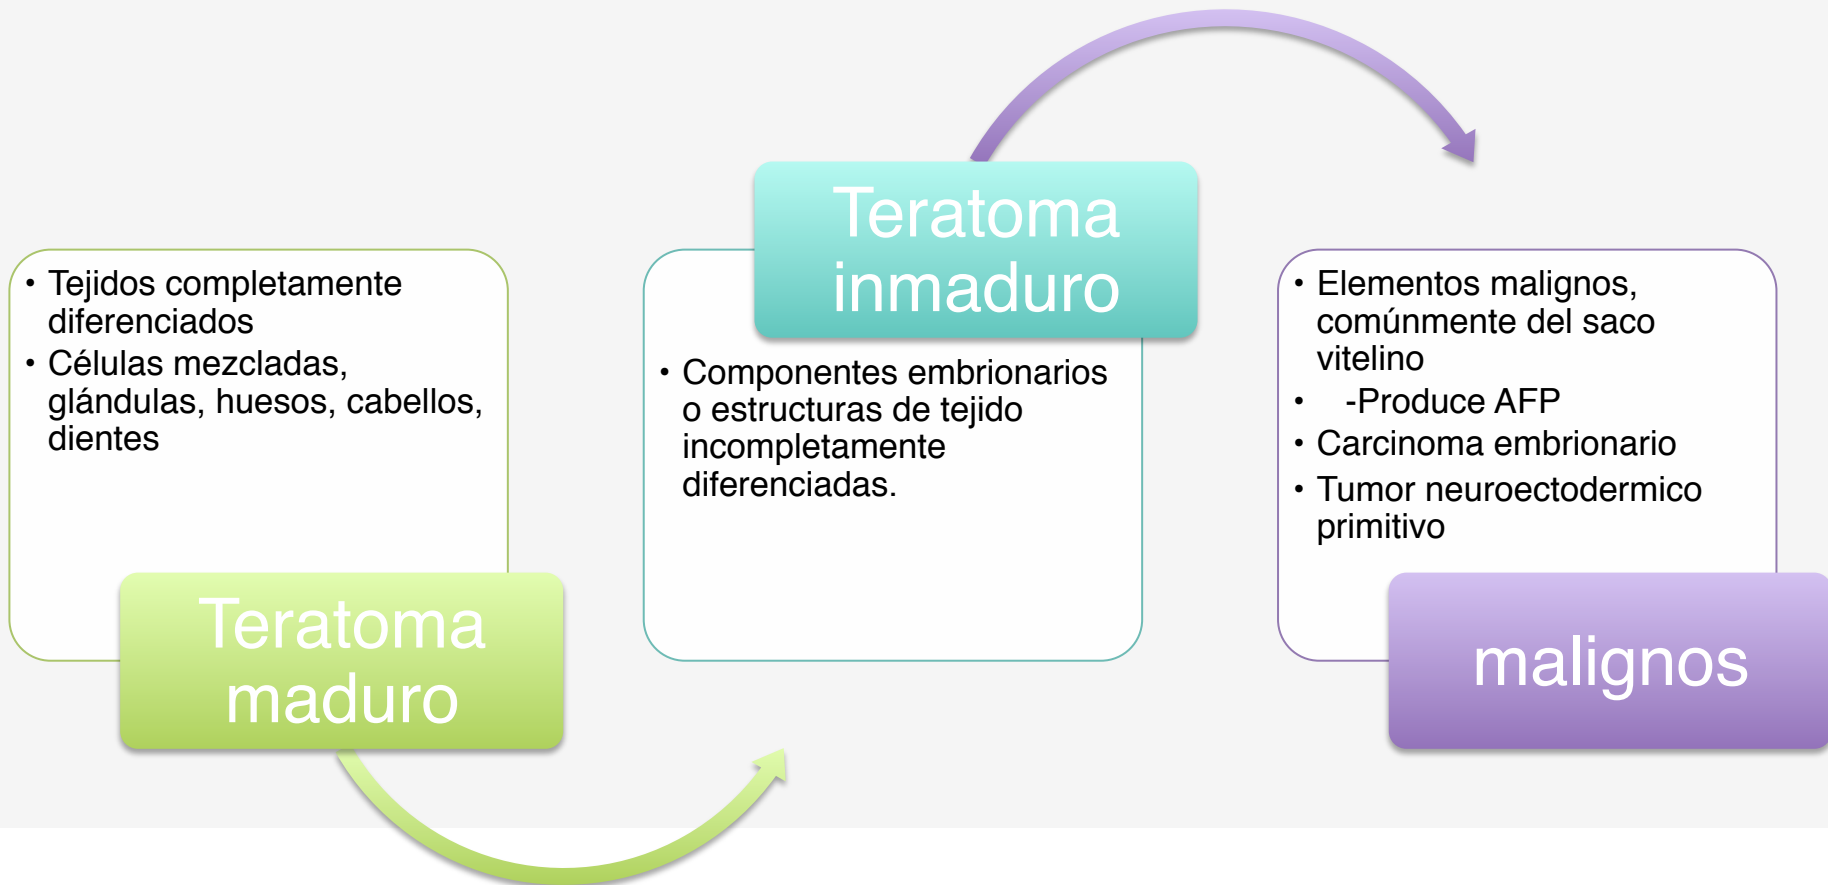 • Tejidos completamente
diferenciados
• Células mezcladas,
glándulas, huesos, cabellos,
dientes
Teratoma
maduro
Teratoma
inmaduro
• Componentes embrionarios
o estructuras de tejido
incompletamente
diferenciadas.
• Elementos malignos,
comúnmente del saco
vitelino
• -Produce AFP
• Carcinoma embrionario
• Tumor neuroectodermico
primitivo
malignos